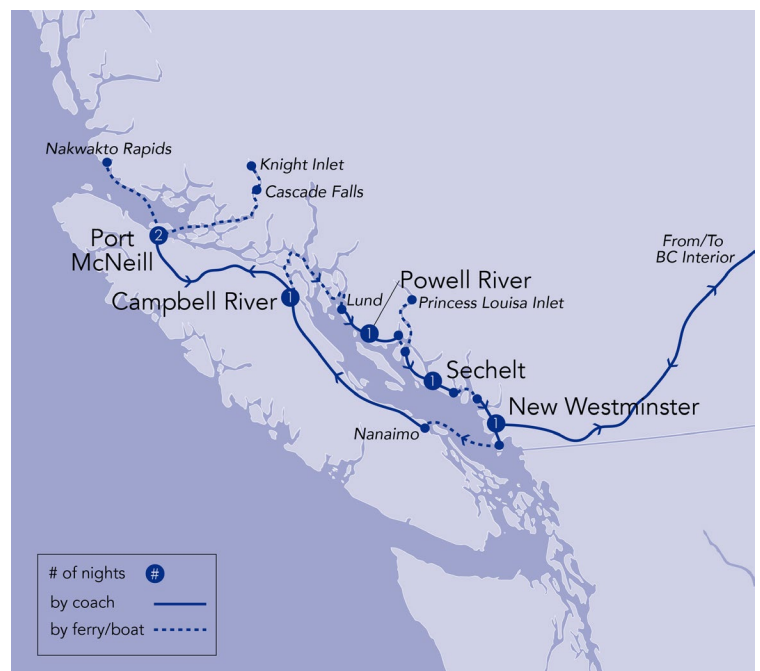 Nakwakto Rapids
Knight Inlet
Cascade Falls
2
Port
McNeill
From/To
BC Interior
Powell River
Campbell River
1
Lund
Princess Louisa Inlet
1
1
Sechelt
New Westminster
1
Nanaimo
# of nights #
by coach
by ferry/boat